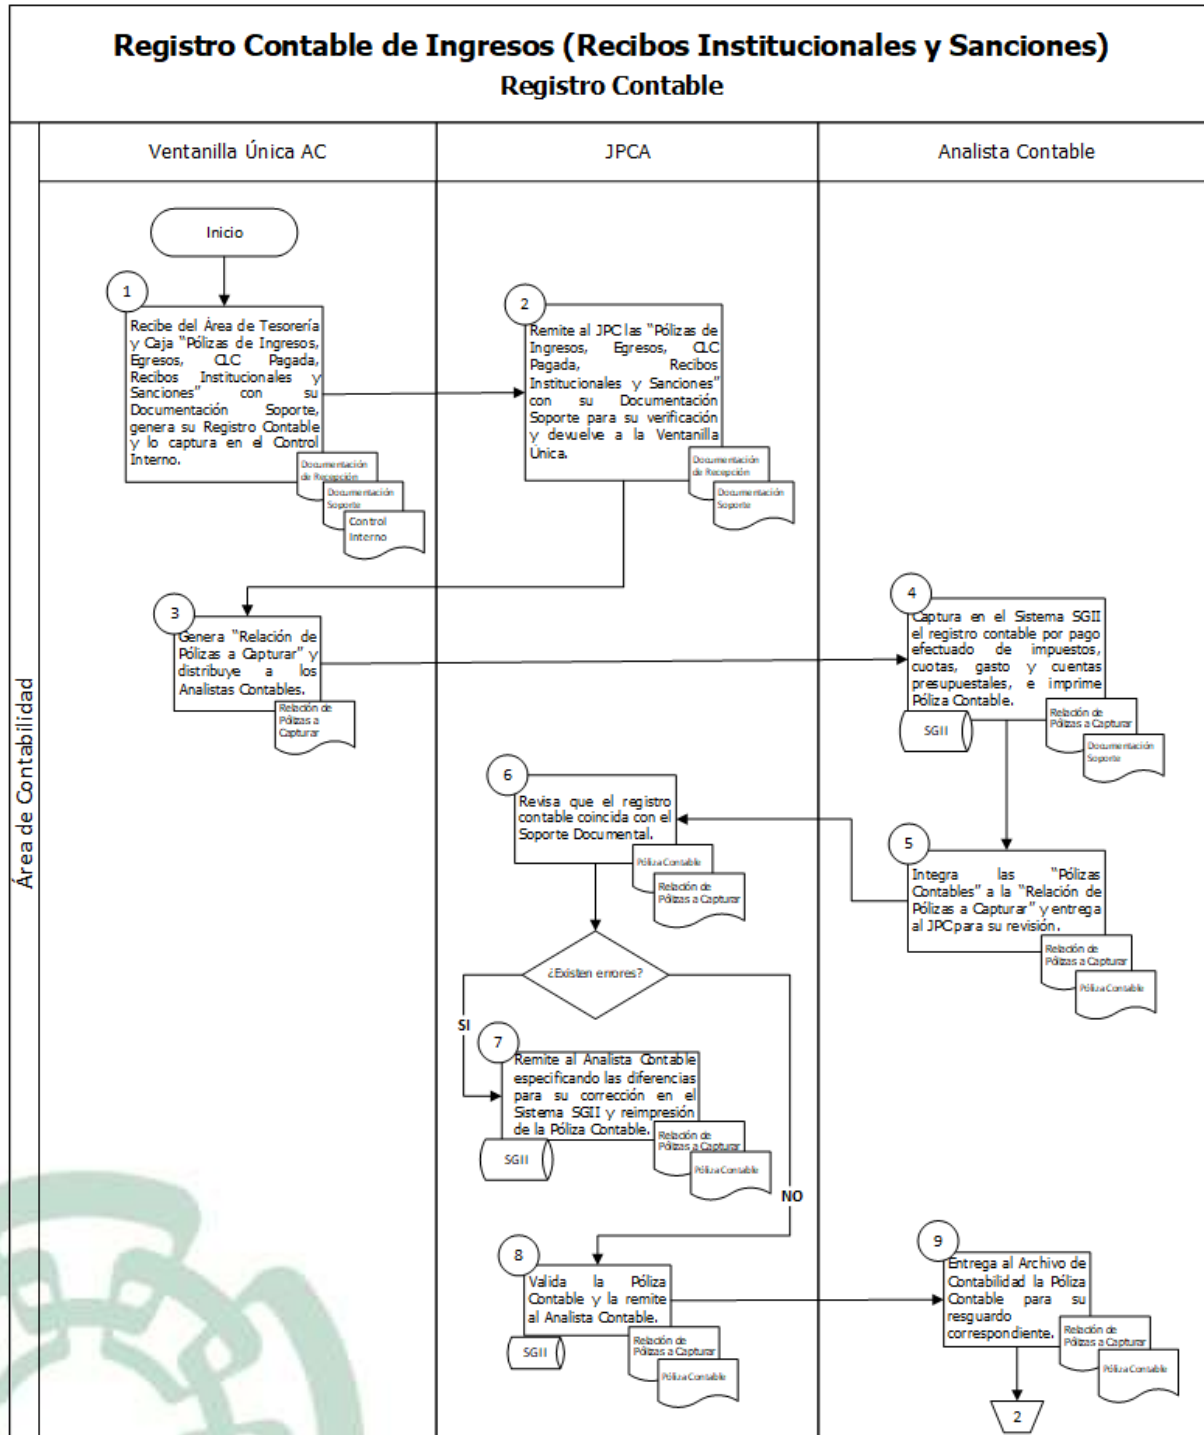 Registro Contable de Ingresos (Recibos Institucionales y Sanciones)
Registro Contable
Área de Contabilidad
Ventanilla Única AC
JPCA
Analista Contable
Inicio
1
Recibe del Área de Tesorería
y Caja “Pólizas de Ingresos,
Egresos, CLC Pagada,
Recibos Institucionales y
Sanciones” con su
Documentación Soporte,
genera su Registro Contable
y lo captura en el Control
Interno.
Documentación
de Recepción
Documentación
Soporte
Control
Interno
2
Remite al JPC las “Pólizas de
Ingresos, Egresos, CLC
Pagada, Recibos
Institucionales y Sanciones”
con su Documentación
Soporte para su verificación
y devuelve a la Ventanilla
Única.
Documentación
de Recepción
Documentación
Soporte
3
Genera “Relación de
Pólizas a Capturar” y
distribuye a los
Analistas Contables.
Relación de
Pólizas a
Capturar
4
Captura en el Sistema SGII
el registro contable por pago
efectuado de impuestos,
cuotas, gasto y cuentas
presupuestales, e imprime
Póliza Contable.
SGII
Relación de
Pólizas a Capturar
Documentación
Soporte
5
Integra las “Pólizas
Contables” a la “Relación de
Pólizas a Capturar” y entrega
al JPC para su revisión.
Relación de
Pólizas a Capturar
Póliza Contable
6
Revisa que el registro
contable coincida con el
Soporte Documental.
Póliza Contable
Relación de
Pólizas a Capturar
¿Existen errores?
SI
NO
7
Remite al Analista Contable
especificando las diferencias
para su corrección en el
Sistema SGII y reimpresión
de la Póliza Contable.
SGII
Relación de
Pólizas a Capturar
Póliza Contable
8
Valida la Póliza
Contable y la remite
al Analista Contable.
SGII
Relación de
Pólizas a Capturar
Póliza Contable
9
Entrega al Archivo de
Contabilidad la Póliza
Contable para su
resguardo
correspondiente.
Relación de
Pólizas a Capturar
Póliza Contable
2